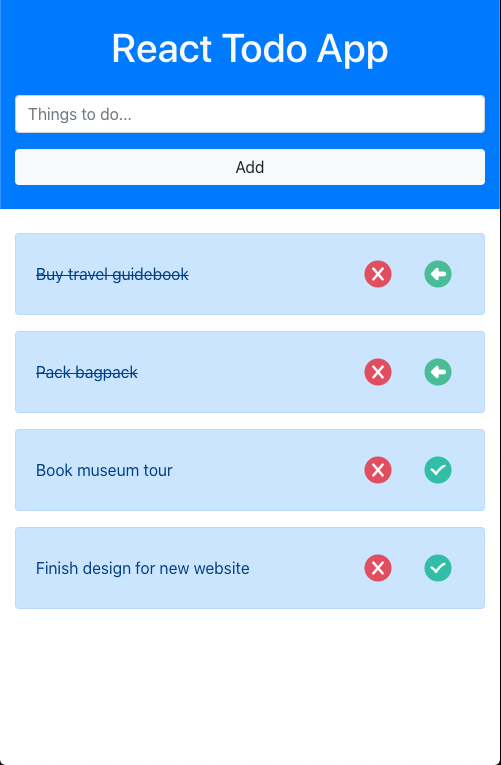 React Todo App
Things to do...
Add
Buy travel guidebook
Pack bagpack
Book museum tour
Finish design for new website